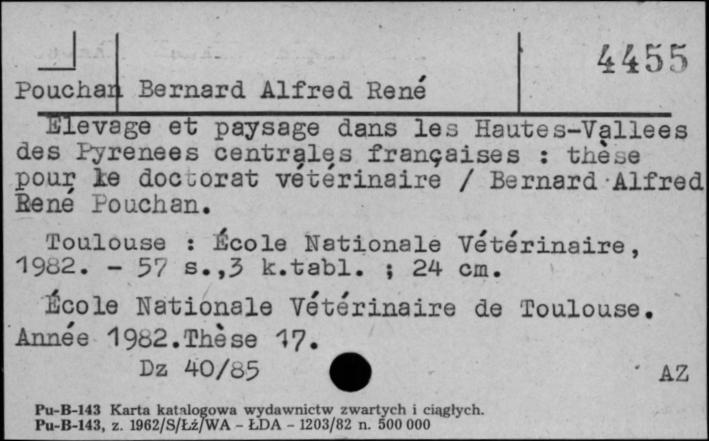 4455
Pouchan Bernard Alfred René
Elevage et paysage dans les Hautes-Vallees
des Pyrenees centrales françaises : thèse
pour le doctorat vétérinaire / Bernard Alfred
René Pouchan.
Toulouse : École Nationale Vétérinaire,
1982. - 57 s.,3 k.tabl. ; 24 cm.
École Nationale Vétérinaire de Toulouse.
Année 1982.Thèse 17.
Dz 40/85
AZ
Pu-B-143 Karta katalogowa wydawnictw zwartych i ciągłych.
Pu-B-143, z. 1962/S/Łż/WA - ŁDA - 1203/82 n. 500 000